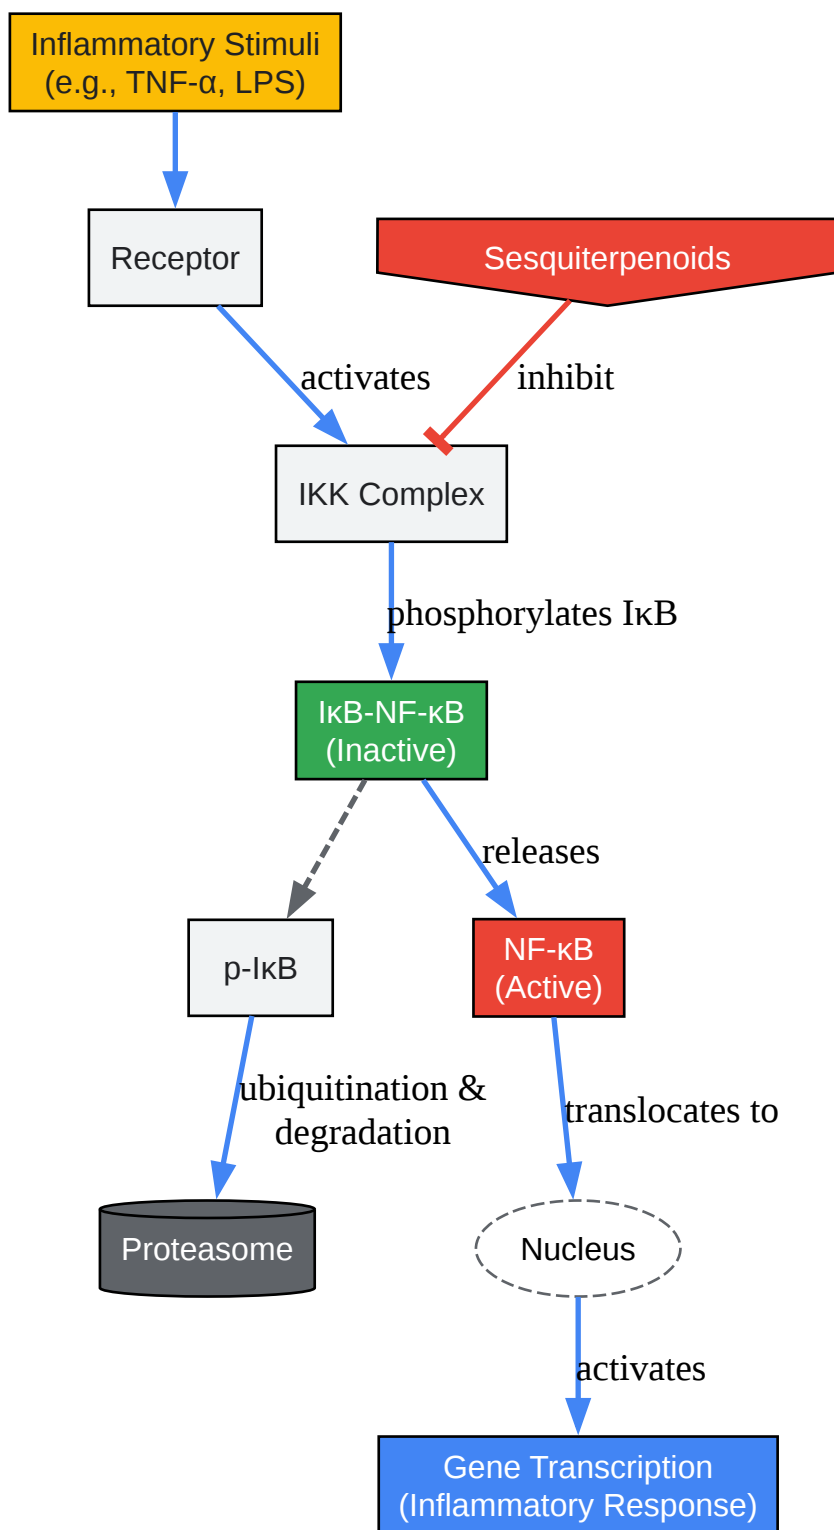 Inflammatory Stimuli
(e.g., TNF-α, LPS)
Receptor
Sesquiterpenoids
activates
inhibit
IKK Complex
phosphorylates IκB
IκB-NF-κB
(Inactive)
releases
p-IκB
NF-κB
(Active)
ubiquitination &
degradation
translocates to
Proteasome
Nucleus
activates
Gene Transcription
(Inflammatory Response)